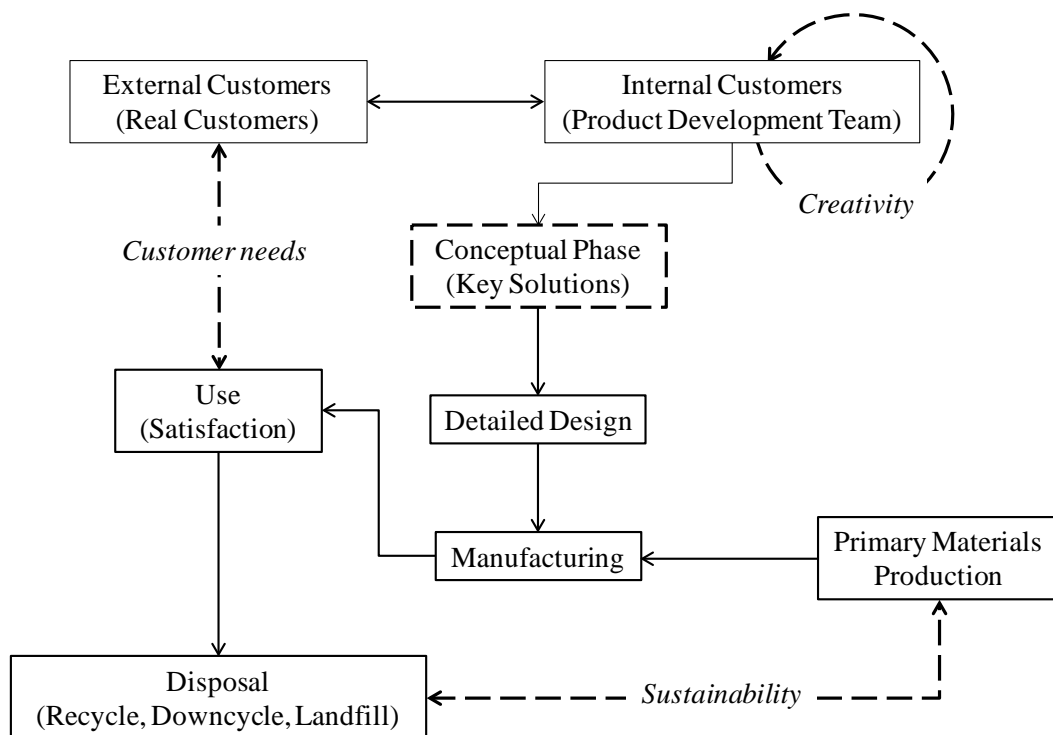 External Customers
(Real Customers)
Internal Customers
(Product Development Team)
Creativity
Conceptual Phase
(Key Solutions)
Customer needs
Use
(Satisfaction)
Detailed Design
Manufacturing
Primary Materials
Production
Disposal
(Recycle, Downcycle, Landfill)
Sustainability